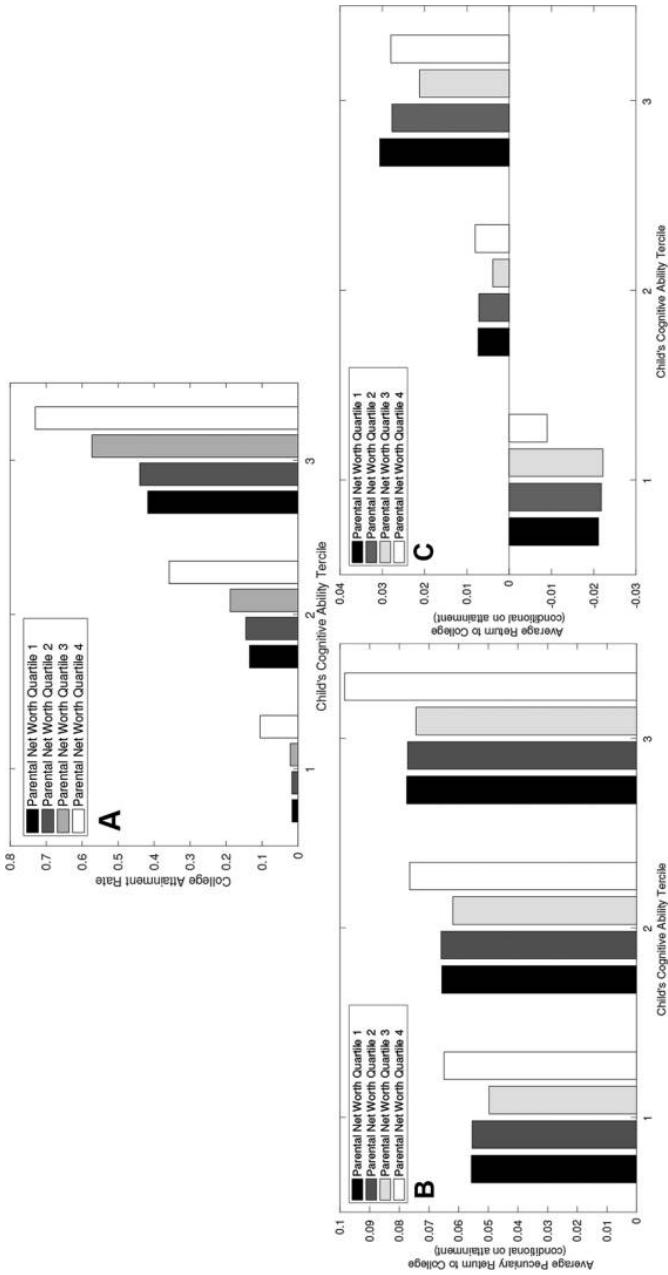 0.8
0.7
0.6
0.5
0.4
0.3
0.2
0.1
0
College Attainment Rate
Parental Net Worth Quartile 1
Parental Net Worth Quartile 2
Parental Net Worth Quartile 3
Parental Net Worth Quartile 4
A
1
2
3
Child's Cognitive Ability Tercile
0.1
0.09
0.08
0.07
0.06
0.05
0.04
0.03
0.02
0.01
0
Average Pecuniary Return to College
(conditional on attainment)
Parental Net Worth Quartile 1
Parental Net Worth Quartile 2
Parental Net Worth Quartile 3
Parental Net Worth Quartile 4
B
1
2
3
Child's Cognitive Ability Tercile
0.04
0.03
0.02
0.01
0
-0.01
-0.02
-0.03
Average Return to College
(conditional on attainment)
Parental Net Worth Quartile 1
Parental Net Worth Quartile 2
Parental Net Worth Quartile 3
Parental Net Worth Quartile 4
C
1
2
3
Child's Cognitive Ability Tercile